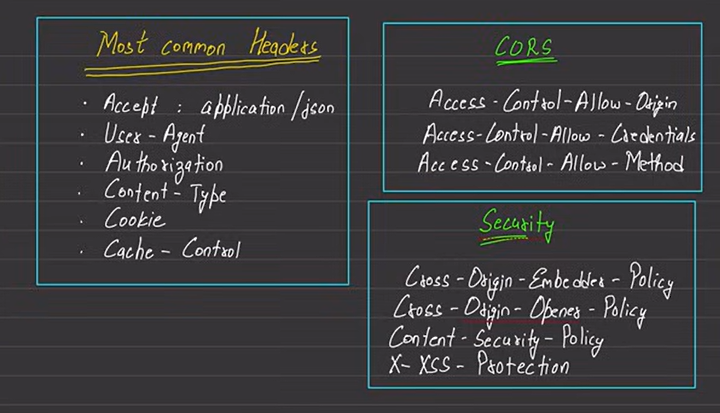 Most common Headers
· Accept : application/json
· User-Agent
· Authorization
· Content-Type
· Cookie
· Cache-Control
CORS
Access-Control-Allow-Origin
Access-Control-Allow-Credentials
Access-Control-Allow-Method
Security
Cross-Origin-Embedder-Policy
Cross-Origin-Opener-Policy
Content-Security-Policy
X-XSS-Protection